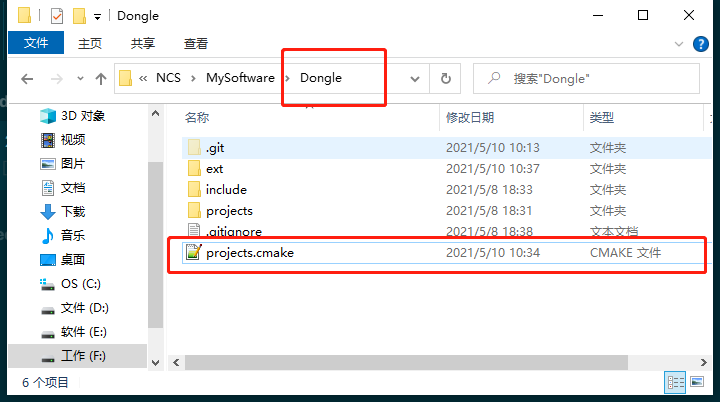 Dongle
文件 主页 共享 查看
« NCS MySoftware Dongle 搜索"Dongle"
名称 修改日期 类型
3D 对象
视频
图片
文档
下载
音乐
桌面
OS (C:)
文件 (D:)
软件 (E:)
工作 (F:)
.git 2021/5/10 10:13 文件夹
ext 2021/5/10 10:37 文件夹
include 2021/5/8 18:33 文件夹
projects 2021/5/8 18:31 文件夹
.gitignore 2021/5/8 18:38 文本文档
projects.cmake 2021/5/10 10:34 CMAKE 文件
6 个项目